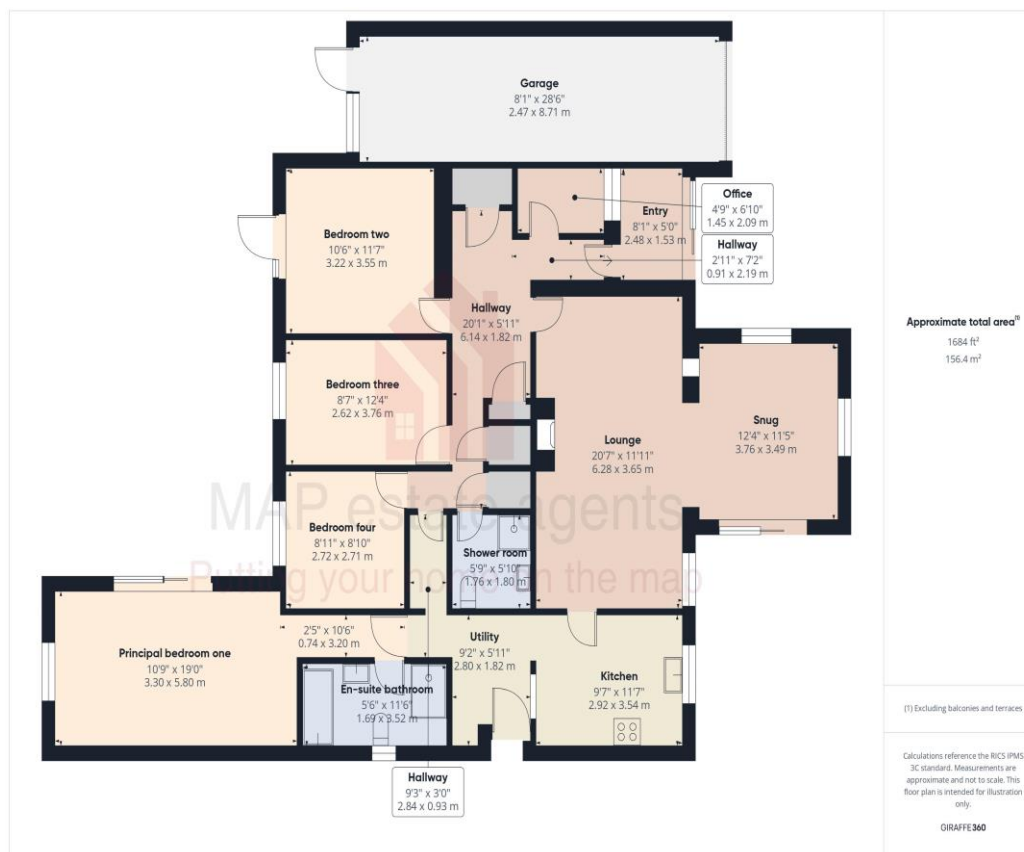 Garage
8'1" x 28'6"
2.47 x 8.71 m
Office
4'9" x 6'10"
1.45 x 2.09 m
Entry
8'1" x 5'0"
2.48 x 1.53 m
Hallway
2'11" x 7'2"
0.91 x 2.19 m
Bedroom two
10'6" x 11'7"
3.22 x 3.55 m
Hallway
20'1" x 5'11"
6.14 x 1.82 m
Bedroom three
8'7" x 12'4"
2.62 x 3.76 m
Snug
12'4" x 11'5"
3.76 x 3.49 m
Lounge
20'7" x 11'11"
6.28 x 3.65 m
MAP estate agents
Putting your home on the map
Bedroom four
8'11" x 8'10"
2.72 x 2.71 m
Shower room
5'9" x 5'10"
1.76 x 1.80 m
2'5" x 10'6"
0.74 x 3.20 m
Principal bedroom one
10'9" x 19'0"
3.30 x 5.80 m
Utility
9'2" x 5'11"
2.80 x 1.82 m
Kitchen
9'7" x 11'7"
2.92 x 3.54 m
En-suite bathroom
5'6" x 11'6"
1.69 x 3.52 m
Hallway
9'3" x 3'0"
2.84 x 0.93 m
Approximate total area(1)
1684 ft²
156.4 m²
(1) Excluding balconies and terraces
Calculations reference the RICS IPMS
3C standard. Measurements are
approximate and not to scale. This
floor plan is intended for illustration
only.
GIRAFFE360